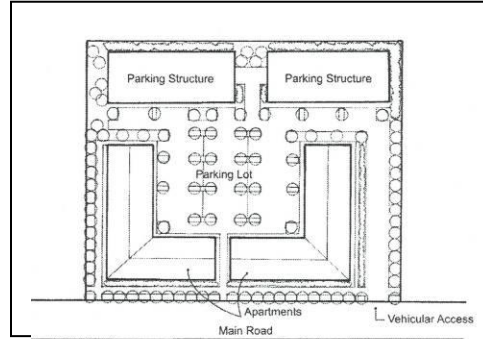 Parking Structure
Parking Structure
Parking Lot
Apartments
Vehicular Access
Main Road